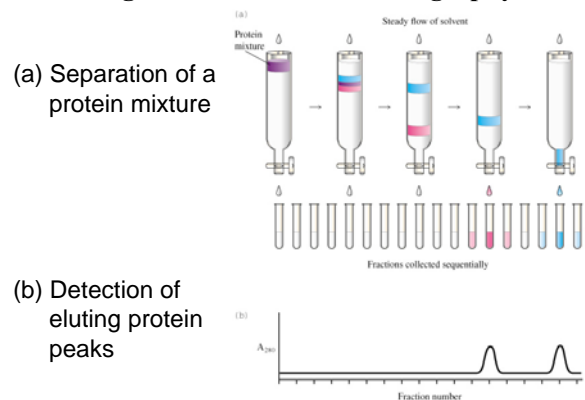 (a) Separation of a
protein mixture
(a)
Steady flow of solvent
Protein
mixture
Fractions collected sequentially
(b) Detection of
eluting protein
peaks
(b)
A280
Fraction number